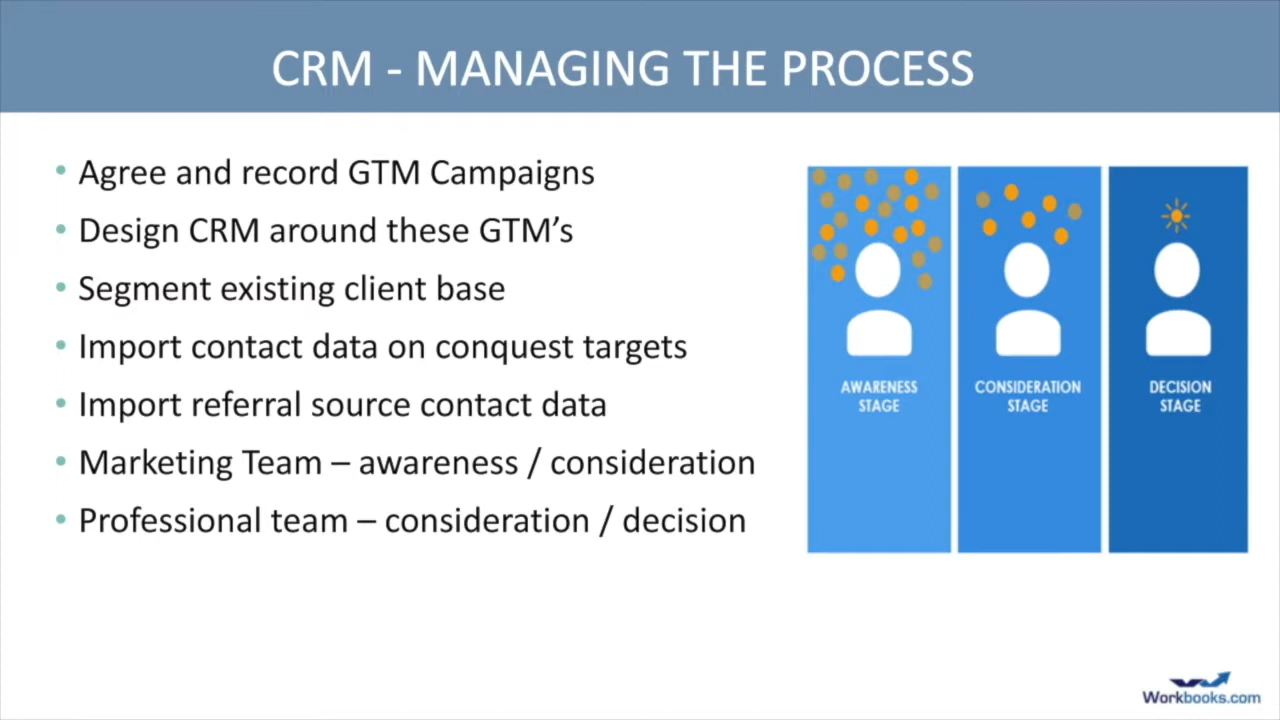 CRM - MANAGING THE PROCESS
• Agree and record GTM Campaigns
• Design CRM around these GTM’s
• Segment existing client base
• Import contact data on conquest targets
• Import referral source contact data
• Marketing Team – awareness / consideration
• Professional team – consideration / decision
AWARENESS
STAGE
CONSIDERATION
STAGE
DECISION
STAGE
Workbooks.com